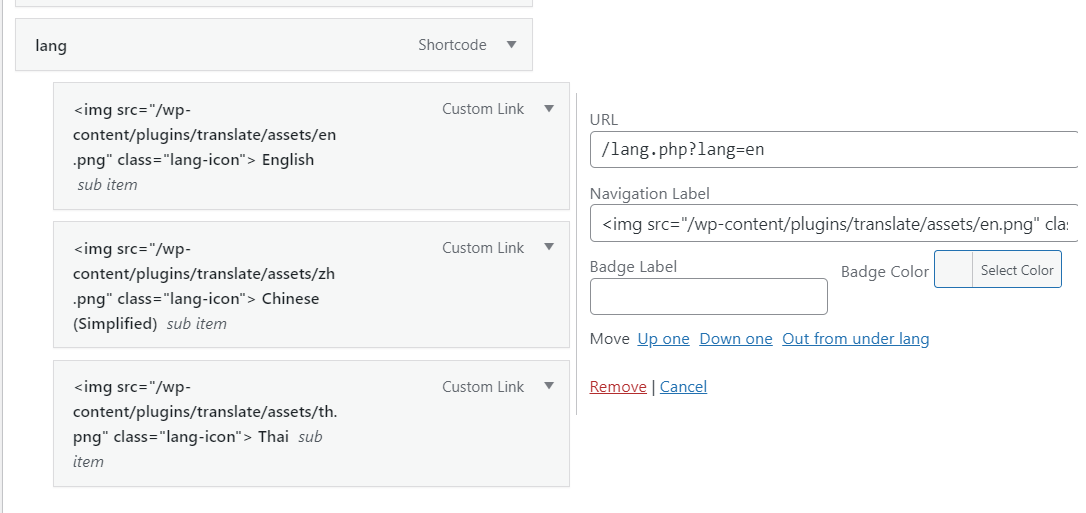 lang
Shortcode
<img src="/wp-
content/plugins/translate/assets/en
.png" class="lang-icon"> English
sub item
Custom Link
URL
/lang.php?lang=en
Navigation Label
<img src="/wp-content/plugins/translate/assets/en.png" clas
Badge Label
Badge Color
Select Color
Move Up one Down one Out from under lang
Remove | Cancel
<img src="/wp-
content/plugins/translate/assets/zh
.png" class="lang-icon"> Chinese
(Simplified) sub item
Custom Link
<img src="/wp-
content/plugins/translate/assets/th.
png" class="lang-icon"> Thai sub
item
Custom Link